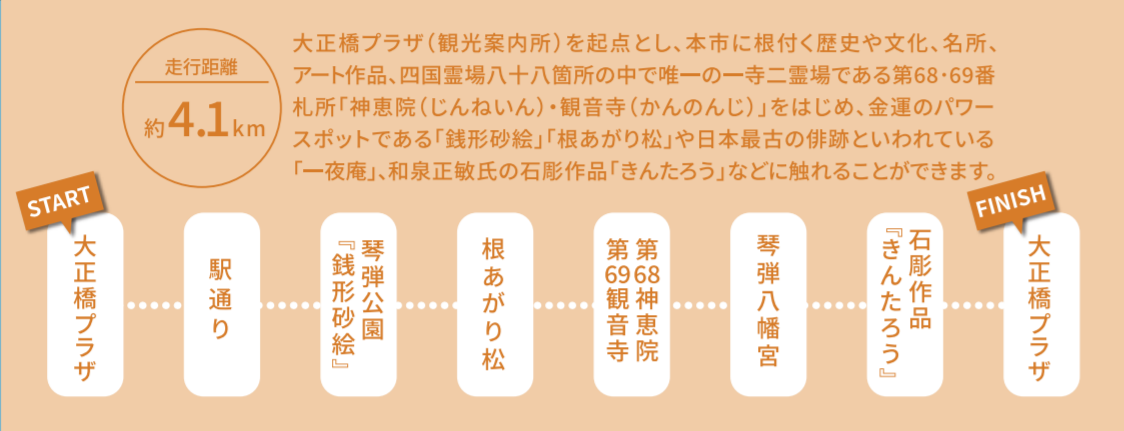 走行距離
約4.1km
大正橋プラザ(観光案内所)を起点とし、本市に根付く歴史や文化、名所、
アート作品、四国霊場八十八箇所の中で唯一の一寺二霊場である第68・69番
札所「神恵院(じんねいん)・観音寺(かんのんじ)」をはじめ、金運のパワー
スポットである「銭形砂絵」「根あがり松」や日本最古の俳跡といわれている
「一夜庵」、和泉正敏氏の石彫作品「きんたろう」などに触れることができます。
START
大正橋プラザ
駅通り
琴弾公園
『銭形砂絵』
根あがり松
第68神恵院
第69観音寺
琴弾八幡宮
石彫作品
『きんたろう』
FINISH
大正橋プラザ